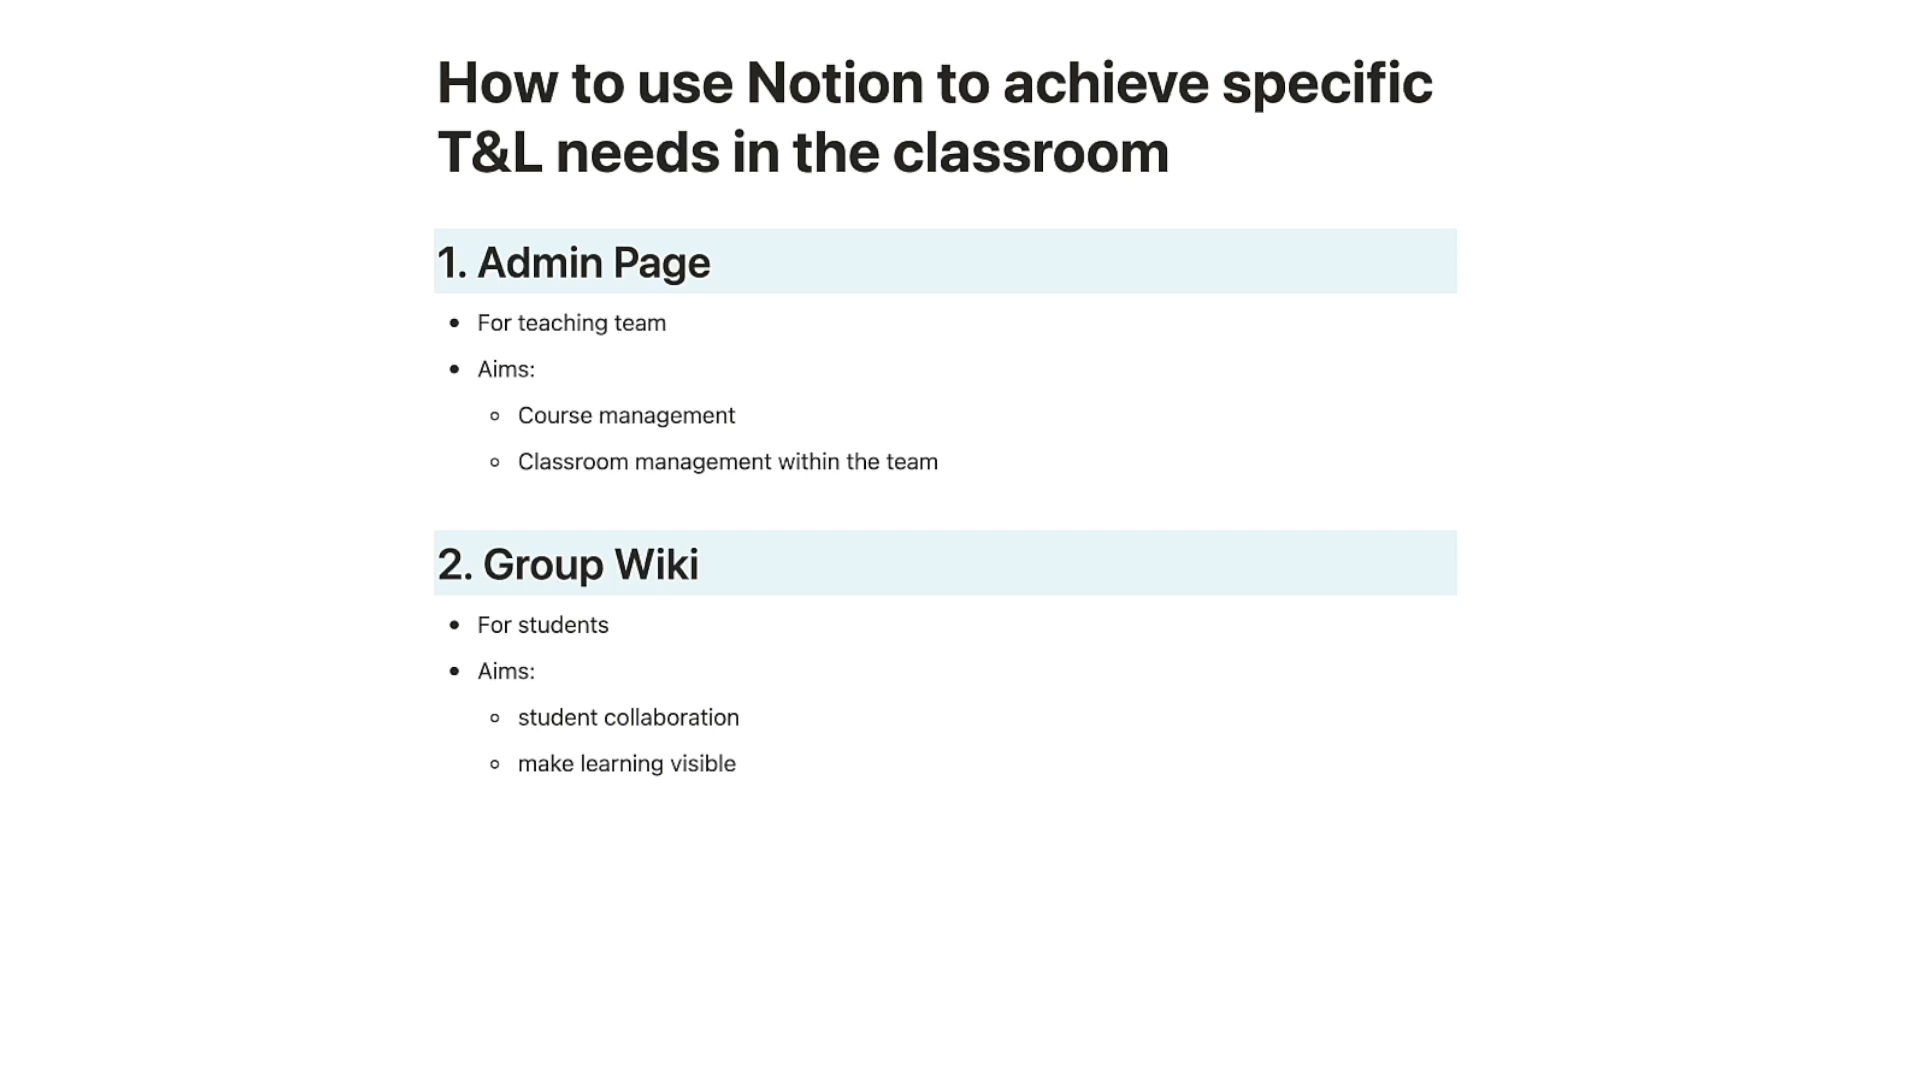 How to use Notion to achieve specific
T&L needs in the classroom
1. Admin Page
• For teaching team
• Aims:
◦ Course management
◦ Classroom management within the team
2. Group Wiki
• For students
• Aims:
◦ student collaboration
◦ make learning visible